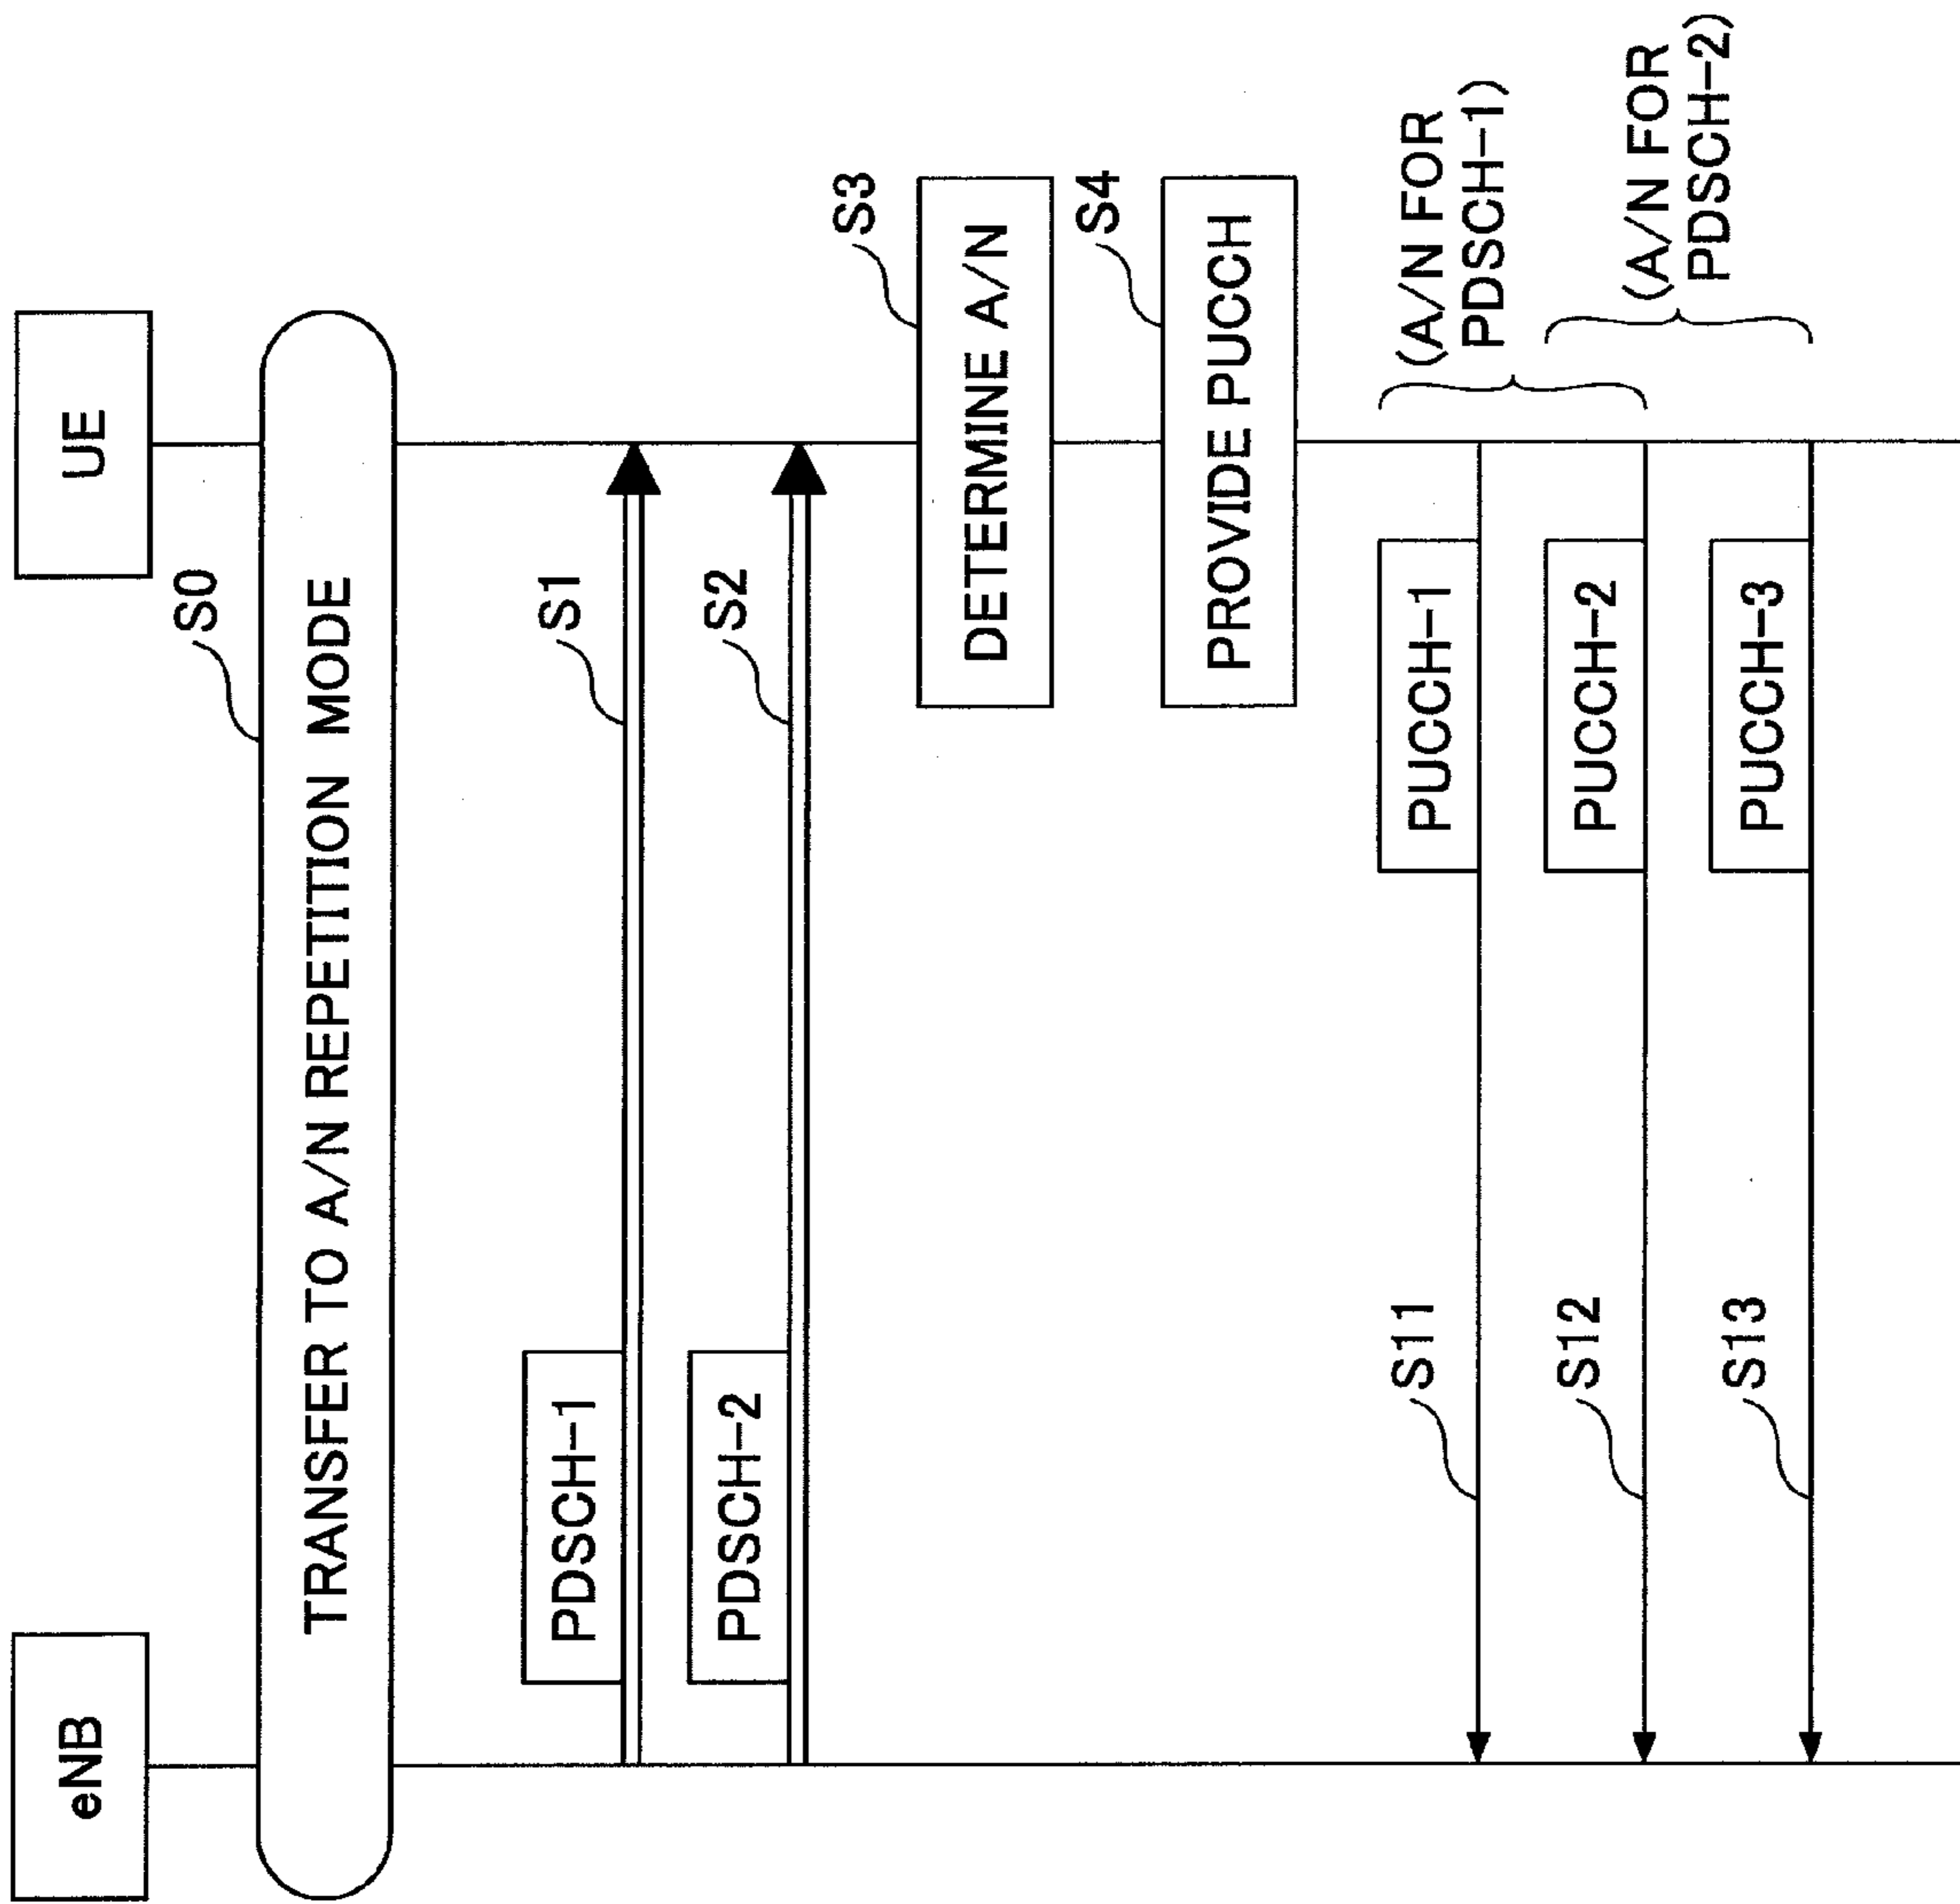 eNB
UE
S0
TRANSFER TO A/N REPETITION MODE
PDSCH-1
S1
PDSCH-2
S2
S3
DETERMINE A/N
S4
PROVIDE PUCCH
S11
PUCCH-1
(A/N FOR
PDSCH-1)
S12
PUCCH-2
S13
PUCCH-3
(A/N FOR
PDSCH-2)